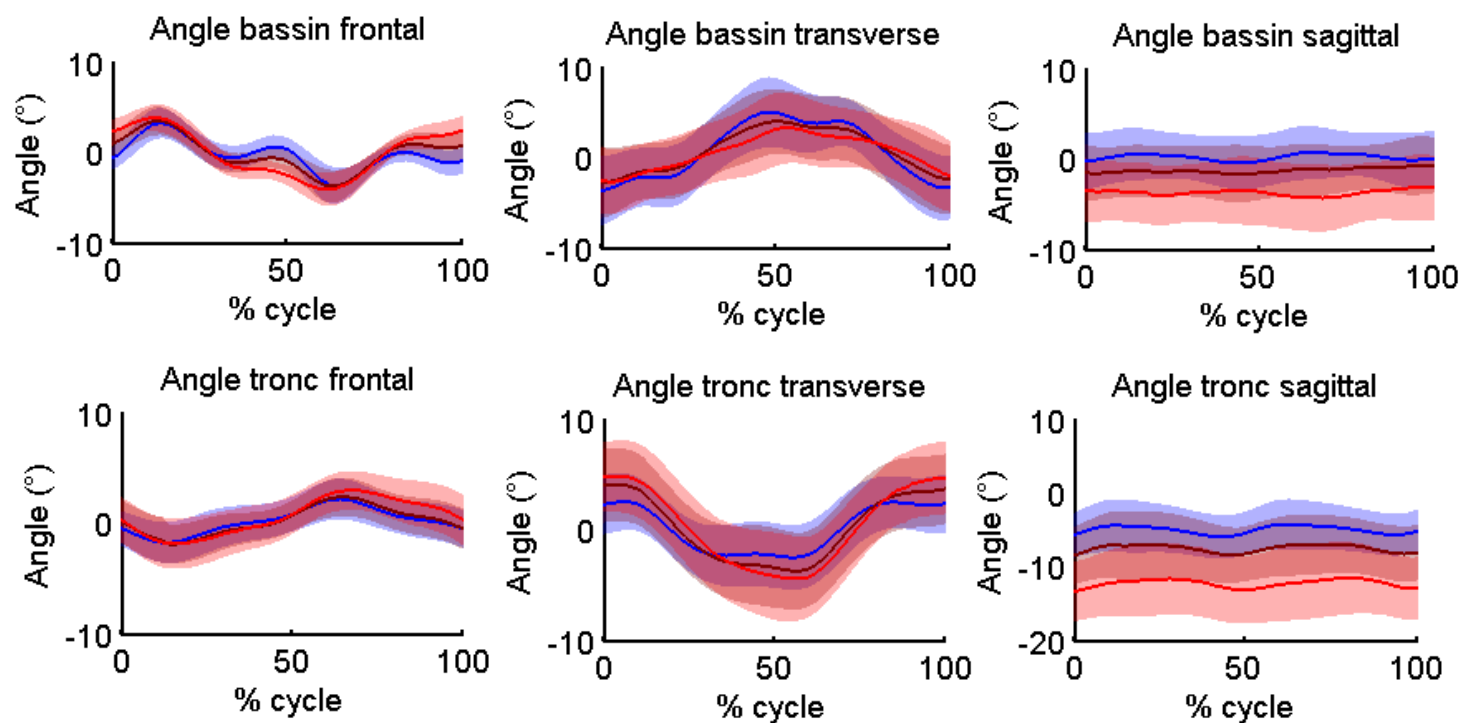 Angle bassin frontal
Angle (°)
10
0
-10
0
50
100
% cycle
Angle bassin transverse
Angle (°)
10
0
-10
0
50
100
% cycle
Angle bassin sagittal
Angle (°)
10
0
-10
0
50
100
% cycle
Angle tronc frontal
Angle (°)
10
0
-10
0
50
100
% cycle
Angle tronc transverse
Angle (°)
10
0
-10
0
50
100
% cycle
Angle tronc sagittal
Angle (°)
10
0
-10
-20
0
50
100
% cycle